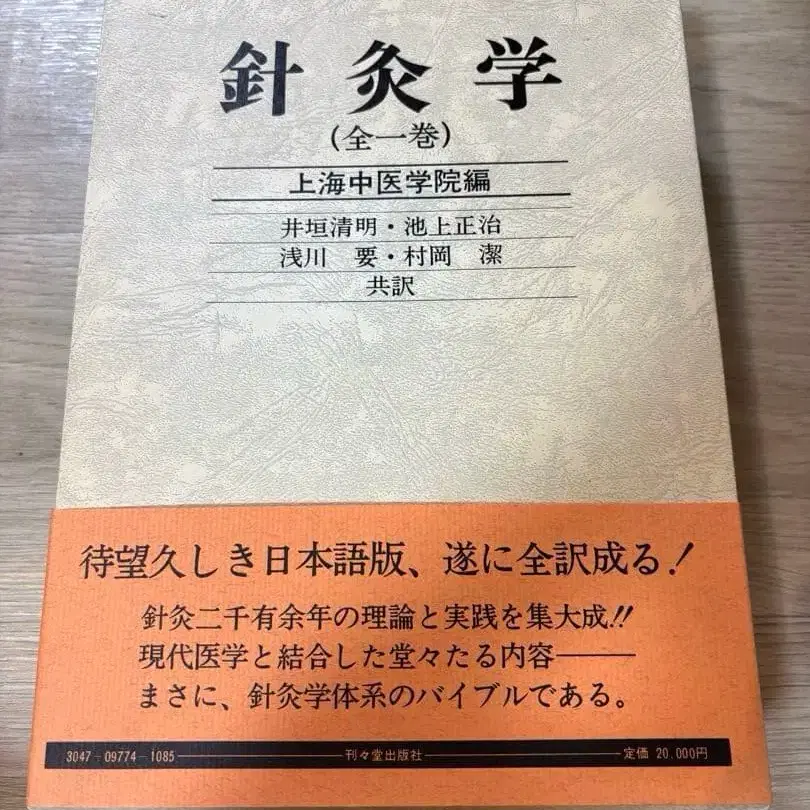 針灸学
(全一巻)
上海中医学院編
井垣清明・池上正治
浅川 要・村岡 潔
共訳
待望久しき日本語版、遂に全訳成る!
針灸二千有余年の理論と実践を集大成!!
現代医学と結合した堂々たる内容――
まさに、針灸学体系のバイブルである。
3047-09774-1085 刊々堂出版社 定価 20,000円